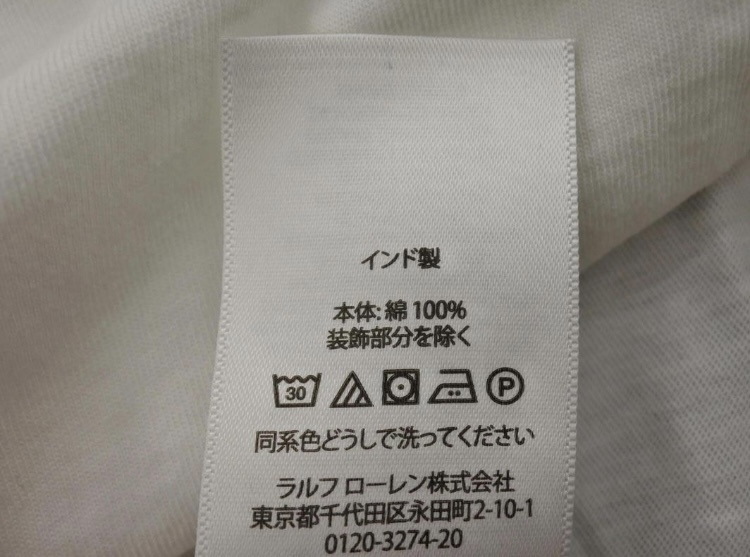 インド製
本体: 綿 100%
装飾部分を除く
30 P
同系色どうしで洗ってください
ラルフ ローレン株式会社
東京都千代田区永田町2-10-1
0120-3274-20